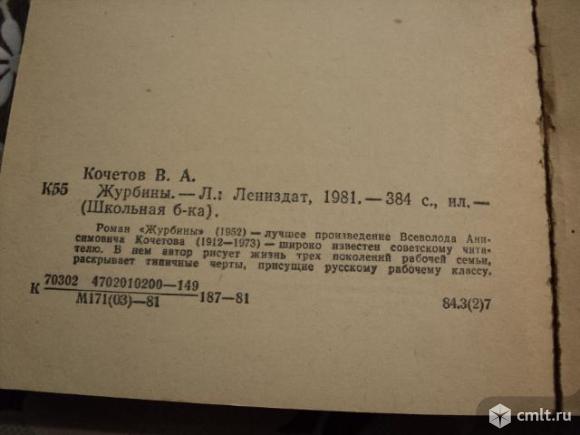 Кочетов В. А.
К55 Журбины. — Л.: Лениздат, 1981. — 384 с., ил. —
(Школьная б-ка).
Роман «Журбины» (1952) — лучшее произведение Всеволода Ани-
симовича Кочетова (1912—1973) — широко известен советскому чита-
телю. В нем автор рисует жизнь трех поколений рабочей семьи,
раскрывает типичные черты, присущие русскому рабочему классу.
70302 4702010200—149
К 187—81 84.3(2)7
М171(03)—81
cmlt.ru